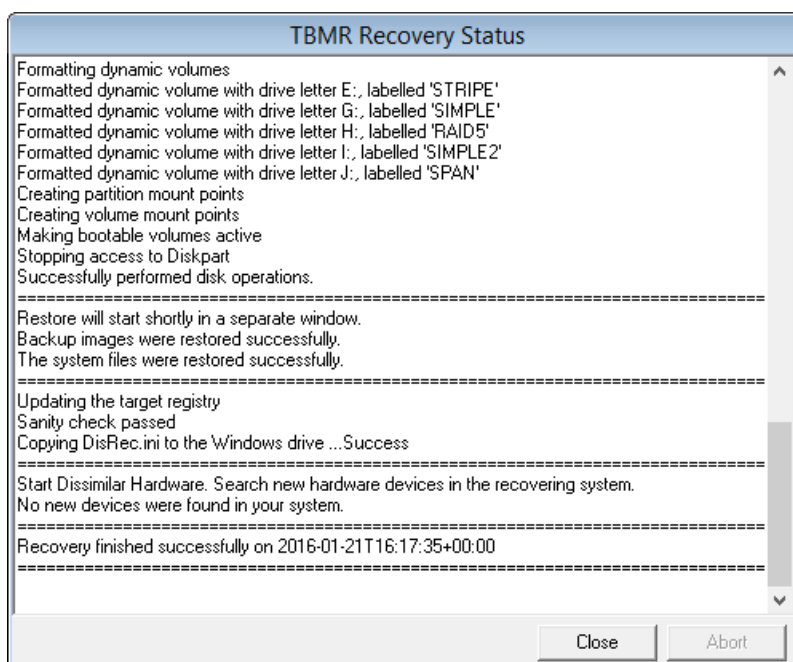 TBMR Recovery Status
Formatting dynamic volumes
Formatted dynamic volume with drive letter E:, labelled 'STRIPE'
Formatted dynamic volume with drive letter G:, labelled 'SIMPLE'
Formatted dynamic volume with drive letter H:, labelled 'RAID5'
Formatted dynamic volume with drive letter I:, labelled 'SIMPLE2'
Formatted dynamic volume with drive letter J:, labelled 'SPAN'
Creating partition mount points
Creating volume mount points
Making bootable volumes active
Stopping access to Diskpart
Successfully performed disk operations.
===========================================================================
Restore will start shortly in a separate window.
Backup images were restored successfully.
The system files were restored successfully.
===========================================================================
Updating the target registry
Sanity check passed
Copying DisRec.ini to the Windows drive ...Success
===========================================================================
Start Dissimilar Hardware. Search new hardware devices in the recovering system.
No new devices were found in your system.
===========================================================================
Recovery finished successfully on 2016-01-21T16:17:35+00:00
===========================================================================
Close
Abort